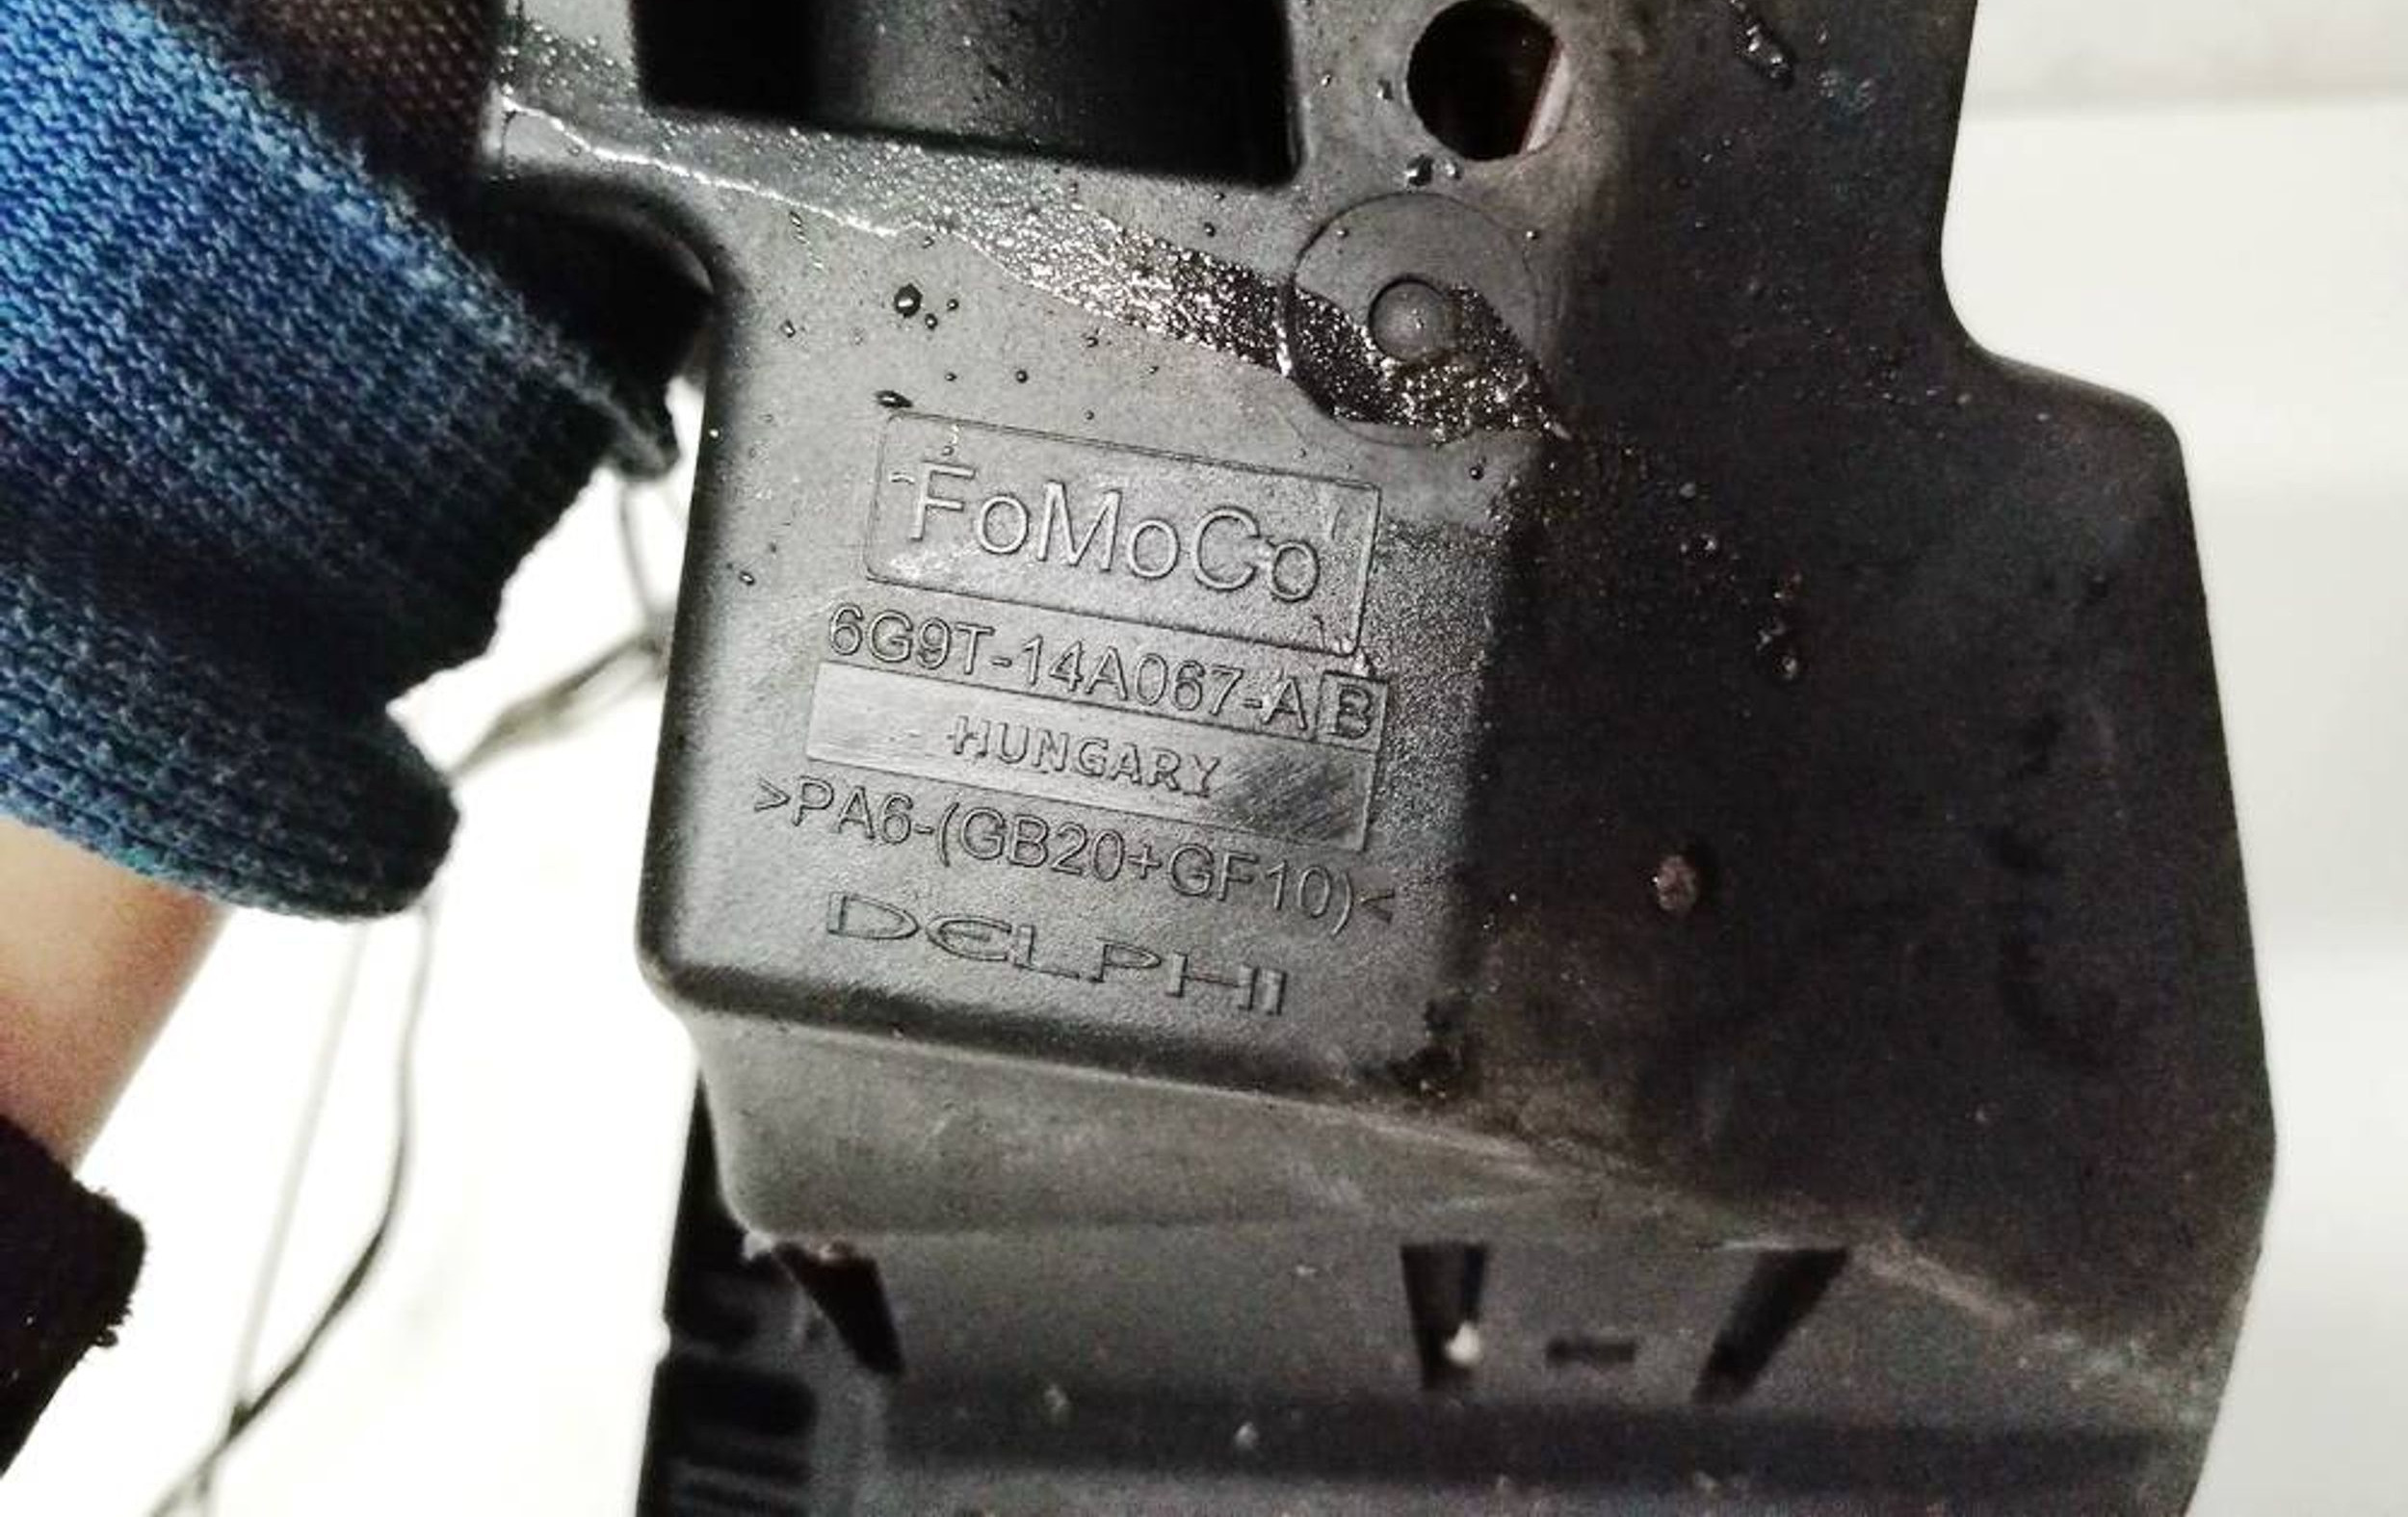 FoMoCo
6G9T-14A067-AB
HUNGARY
>PA6-(GB20+GF10)<
DELPHI